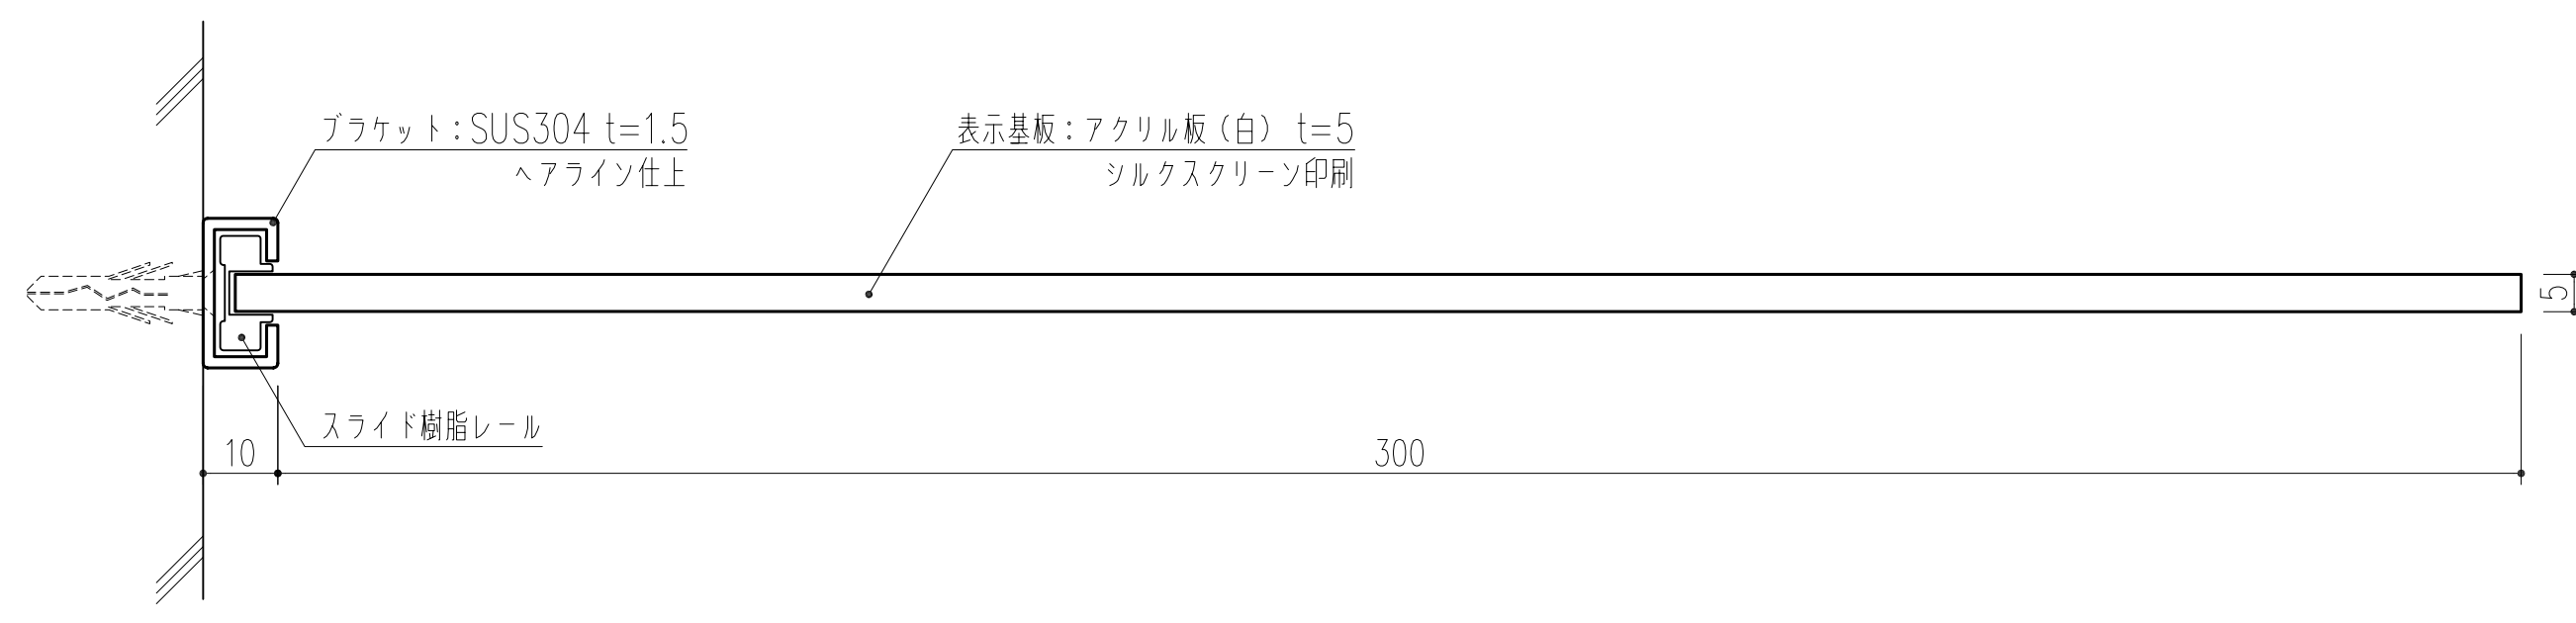 ブラケット：SUS304 t=1.5
ヘアライン仕上
表示基板：アクリル板（白） t=5
シルクスクリーン印刷
5
スライド樹脂レール
10
300